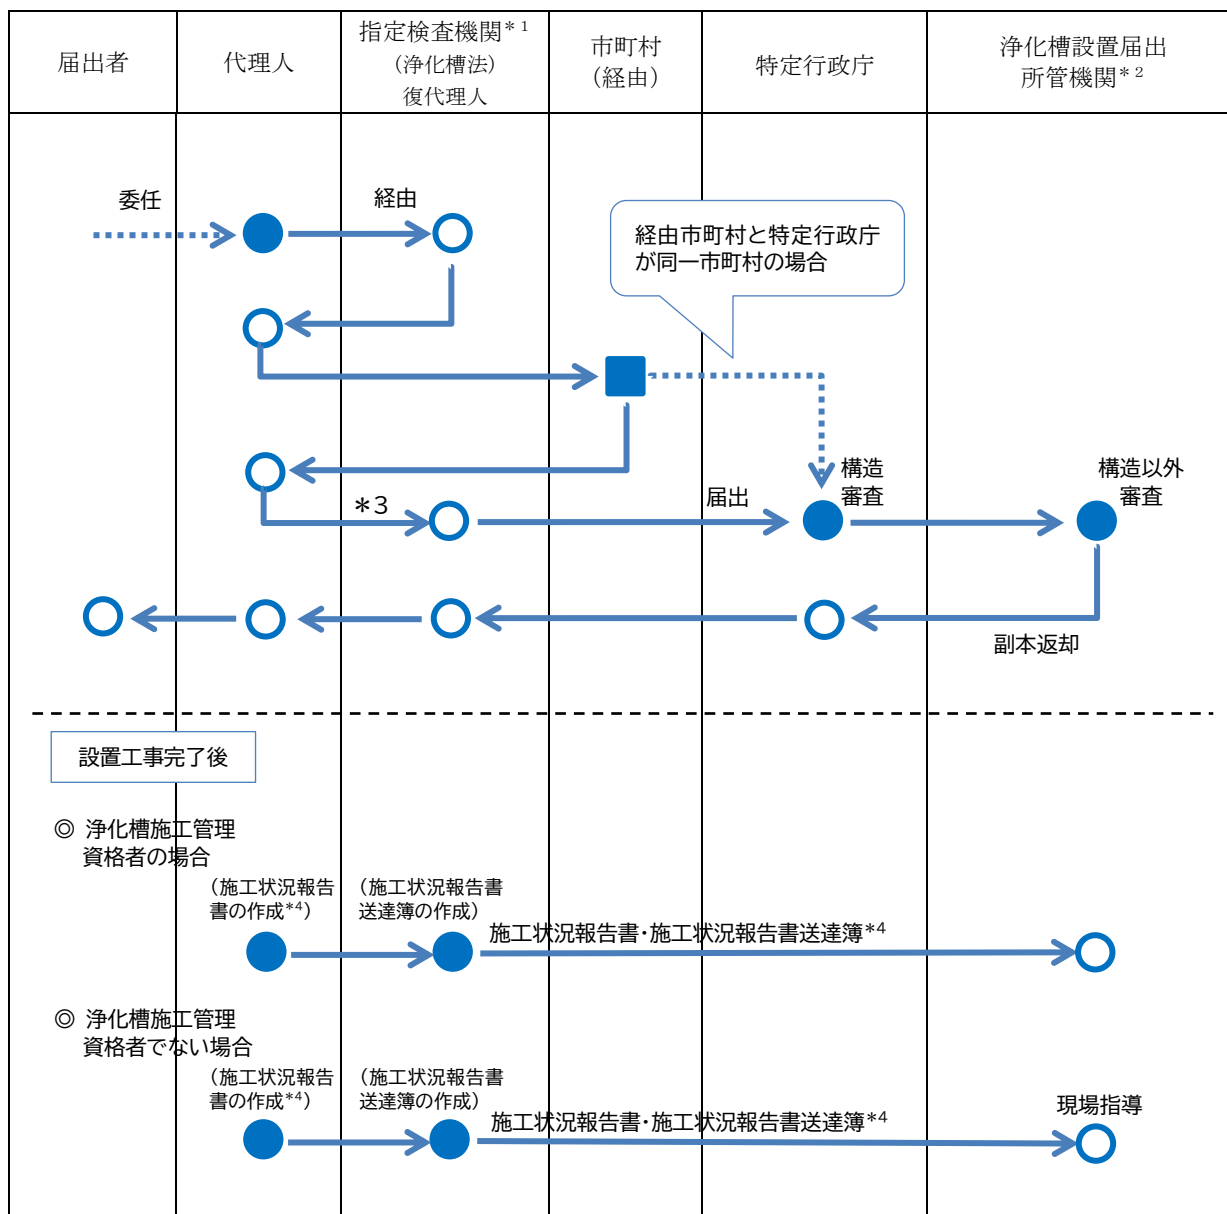 届出者
代理人
指定検査機関*1
（浄化槽法）
復代理人
市町村
（経由）
特定行政庁
浄化槽設置届出
所管機関*2
委任
経由
経由市町村と特定行政庁
が同一市町村の場合
構造
審査
構造以外
審査
届出
*3
副本返却
設置工事完了後
◎ 浄化槽施工管理
資格者の場合
（施工状況報告
書の作成*4）
（施工状況報告書
送達簿の作成）
施工状況報告書・施工状況報告書送達簿*4
◎ 浄化槽施工管理
資格者でない場合
（施工状況報告
書の作成*4）
（施工状況報告書
送達簿の作成）
施工状況報告書・施工状況報告書送達簿*4
現場指導